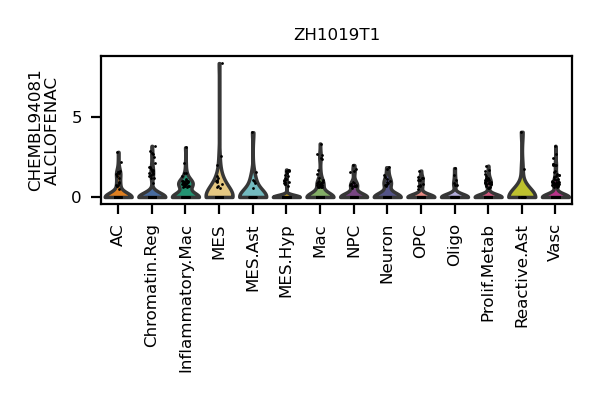 ZH1019T1
CHEMBL94081
ALCLOFENAC
5
0
AC
Chromatin.Reg
Inflammatory.Mac
MES
MES.Ast
MES.Hyp
Mac
NPC
Neuron
OPC
Oligo
Prolif.Metab
Reactive.Ast
Vasc